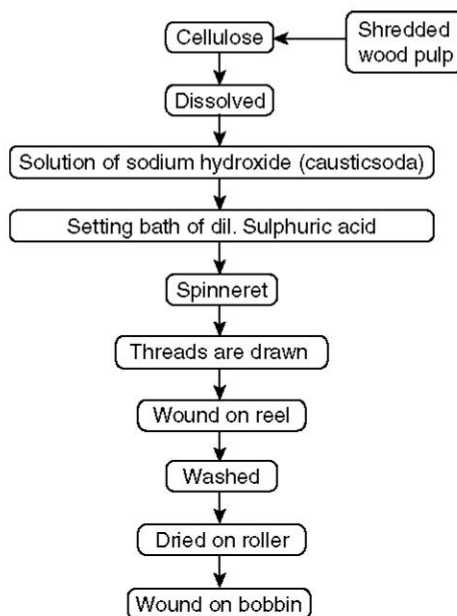 Cellulose
Shredded
wood pulp
Dissolved
Solution of sodium hydroxide (causticsoda)
Setting bath of dil. Sulphuric acid
Spinneret
Threads are drawn
Wound on reel
Washed
Dried on roller
Wound on bobbin